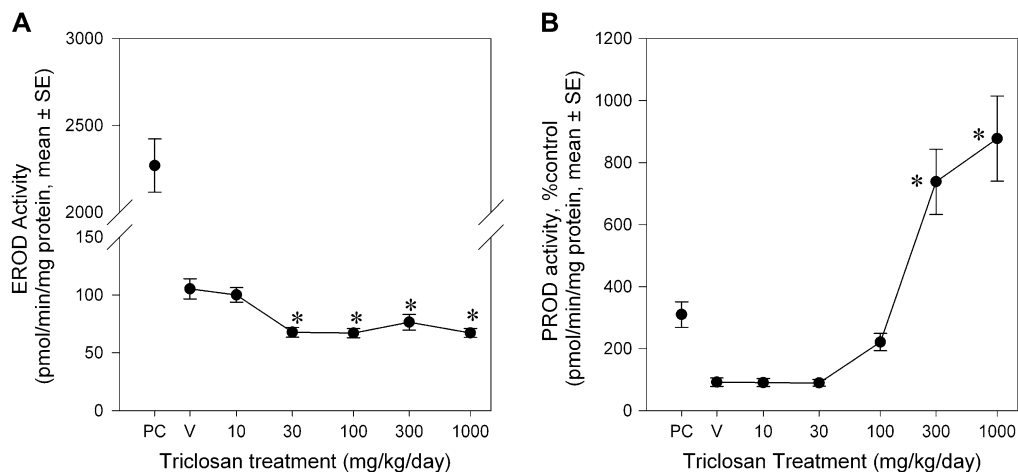 A
EROD Activity
(pmol/min/mg protein, mean ± SE)
3000
2500
2000
150
100
50
0
* * * *
PC V 10 30 100 300 1000
Triclosan treatment (mg/kg/day)
B
PROD activity, %control
(pmol/min/mg protein, mean ± SE)
1200
1000
800
600
400
200
0
* *
PC V 10 30 100 300 1000
Triclosan Treatment (mg/kg/day)